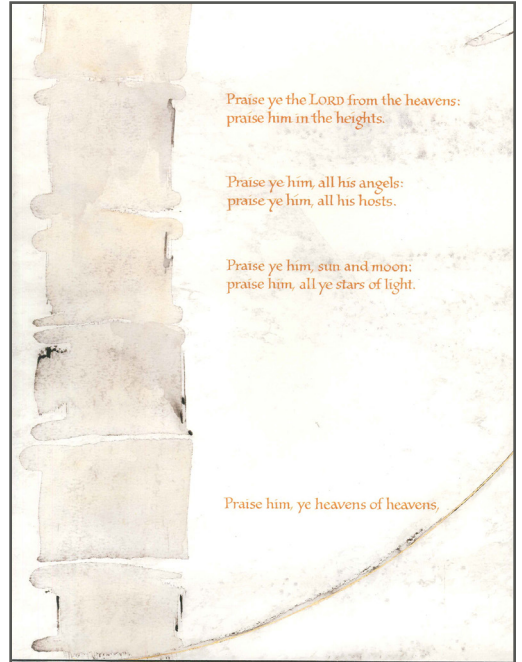 Praise ye the LORD from the heavens:
praise him in the heights.
Praise ye him, all his angels:
praise ye him, all his hosts.
Praise ye him, sun and moon:
praise him, all ye stars of light.
Praise him, ye heavens of heavens,